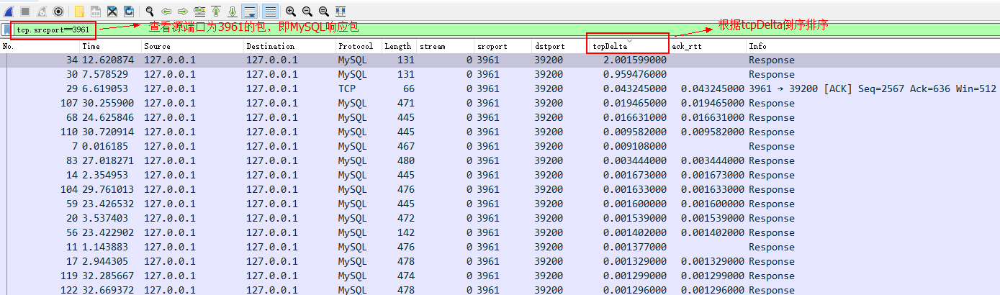 tcp.srcport==3961
查看源端口为3961的包，即MySQL响应包
根据tcpDelta倒序排序
No. Time Source Destination Protocol Length stream srcport dstport tcpDelta ack_rtt Info
34 12.620874 127.0.0.1 127.0.0.1 MySQL 131 0 3961 39200 2.001599000 Response
30 7.578529 127.0.0.1 127.0.0.1 MySQL 131 0 3961 39200 0.959476000 Response
29 6.619053 127.0.0.1 127.0.0.1 TCP 66 0 3961 39200 0.043245000 0.043245000 3961 → 39200 [ACK] Seq=2567 Ack=636 Win=512
107 30.255900 127.0.0.1 127.0.0.1 MySQL 471 0 3961 39200 0.019465000 0.019465000 Response
68 24.625846 127.0.0.1 127.0.0.1 MySQL 445 0 3961 39200 0.016631000 0.016631000 Response
110 30.720914 127.0.0.1 127.0.0.1 MySQL 445 0 3961 39200 0.009582000 0.009582000 Response
7 0.016185 127.0.0.1 127.0.0.1 MySQL 467 0 3961 39200 0.009108000 Response
83 27.018271 127.0.0.1 127.0.0.1 MySQL 480 0 3961 39200 0.003444000 0.003444000 Response
14 2.354953 127.0.0.1 127.0.0.1 MySQL 445 0 3961 39200 0.001673000 0.001673000 Response
104 29.761013 127.0.0.1 127.0.0.1 MySQL 476 0 3961 39200 0.001633000 0.001633000 Response
59 23.426532 127.0.0.1 127.0.0.1 MySQL 445 0 3961 39200 0.001600000 0.001600000 Response
20 3.537403 127.0.0.1 127.0.0.1 MySQL 472 0 3961 39200 0.001539000 0.001539000 Response
56 23.422902 127.0.0.1 127.0.0.1 MySQL 142 0 3961 39200 0.001402000 0.001402000 Response
11 1.143883 127.0.0.1 127.0.0.1 MySQL 476 0 3961 39200 0.001377000 Response
17 2.944305 127.0.0.1 127.0.0.1 MySQL 478 0 3961 39200 0.001329000 0.001329000 Response
119 32.285667 127.0.0.1 127.0.0.1 MySQL 474 0 3961 39200 0.001299000 0.001299000 Response
122 32.669372 127.0.0.1 127.0.0.1 MySQL 478 0 3961 39200 0.001296000 0.001296000 Response